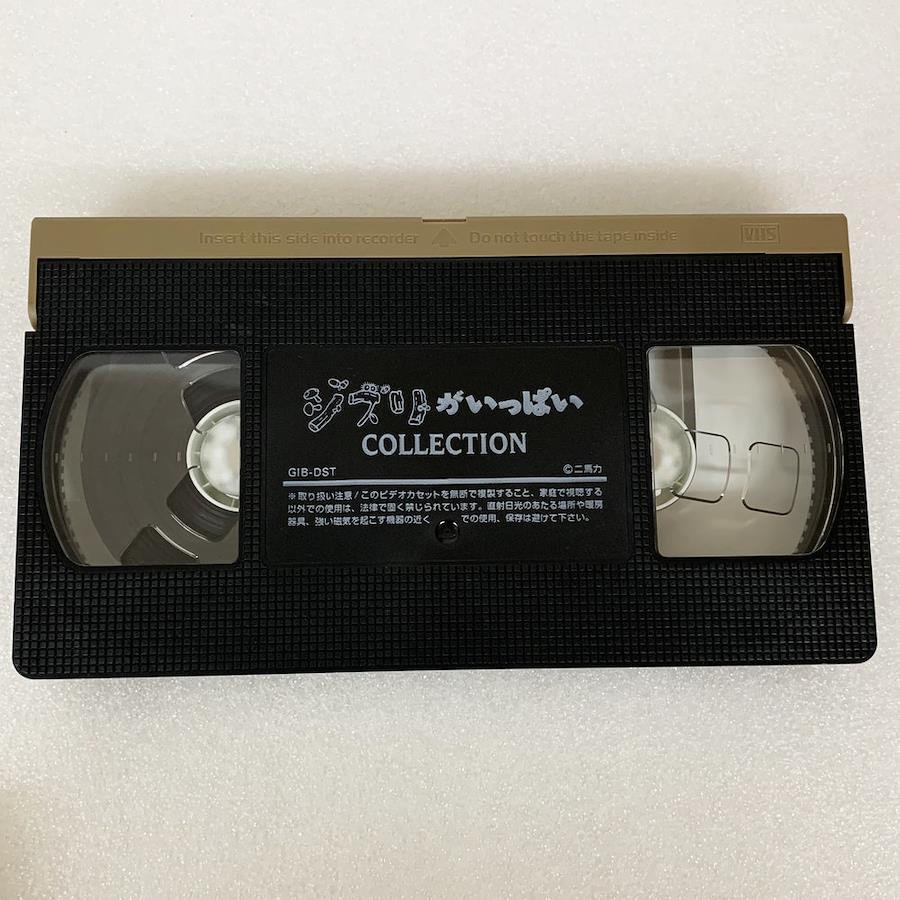 Insert this side into recorder Do not touch the tape inside VHS
ジブリがいっぱい
COLLECTION
GIB-DST ©二馬力
※取り扱い注意/このビデオカセットを無断で複製すること、家庭で視聴する
以外での使用は、法律で固く禁じられています。直射日光のあたる場所や暖房
器具、強い磁気を起こす機器の近く での使用、保存は避けて下さい。